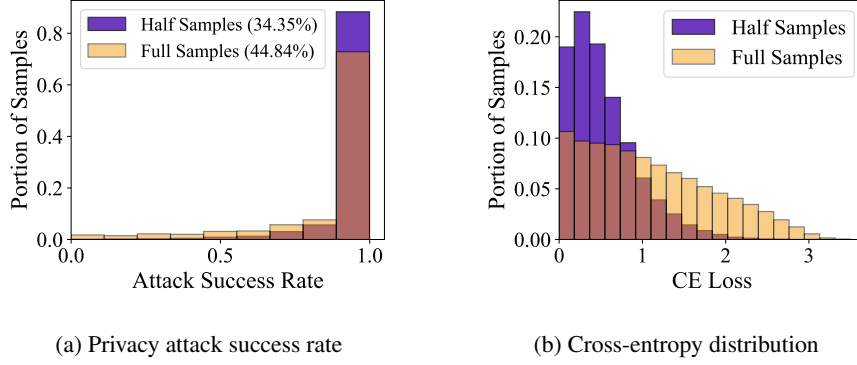 Half Samples (34.35%)
Full Samples (44.84%)
Portion of Samples
0.8
0.6
0.4
0.2
0.0
0.0 0.5 1.0
Attack Success Rate
(a) Privacy attack success rate
Half Samples
Full Samples
Portion of Samples
0.20
0.15
0.10
0.05
0.00
0 1 2 3
CE Loss
(b) Cross-entropy distribution